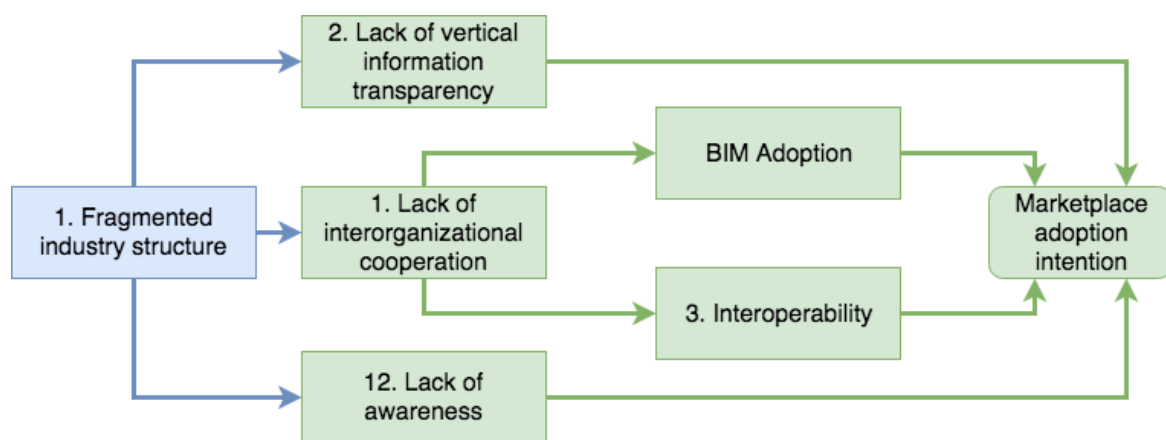 2. Lack of vertical
information
transparency
BIM Adoption
1. Fragmented
industry structure
1. Lack of
interorganizational
cooperation
Marketplace
adoption
intention
3. Interoperability
12. Lack of
awareness